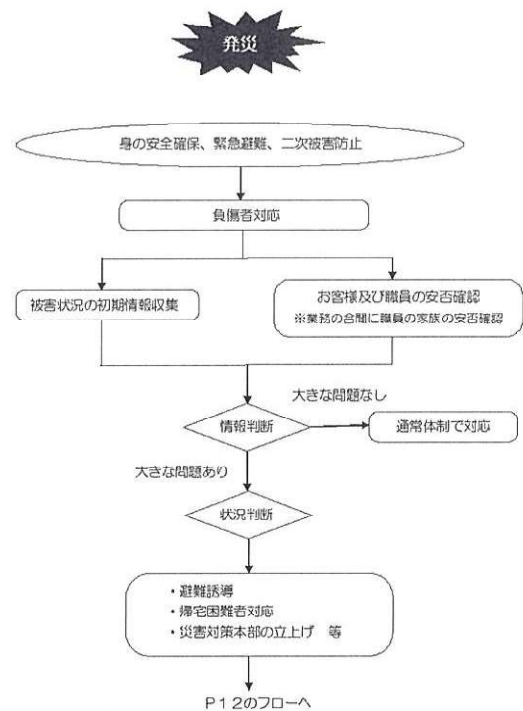 発災
身の安全確保、緊急避難、二次被害防止
負傷者対応
被害状況の初期情報収集
お客様及び職員の安否確認
※業務の合間に職員の家族の安否確認
大きな問題なし
情報判断
通常体制で対応
大きな問題あり
状況判断
・避難誘導
・帰宅困難者対応
・災害対策本部の立上げ　等
P12のフローへ